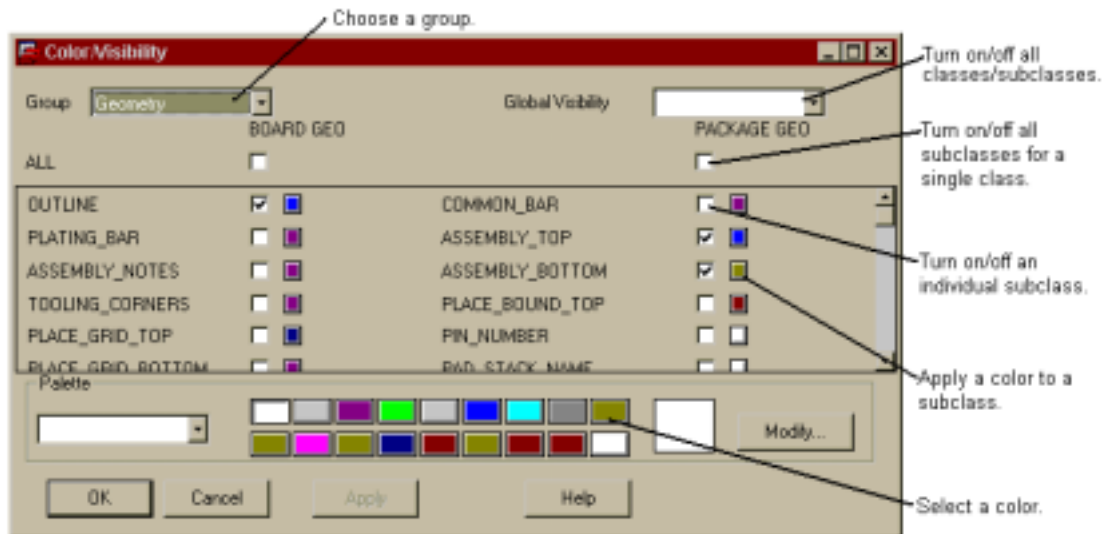 Choose a group.
Color/Visibility
Turn on/off all
classes/subclasses.
Group Geometry Global Visibility
BOARD GEO PACKAGE GEO
ALL
Turn on/off all
subclasses for a
single class.
OUTLINE COMMON_BAR
PLATING_BAR ASSEMBLY_TOP
ASSEMBLY_NOTES ASSEMBLY_BOTTOM
Turn on/off an
individual subclass.
TOOLING_CORNERS PLACE_BOUND_TOP
PLACE_GRID_TOP PIN_NUMBER
PLACE_GRID_BOTTOM PAD_STACK_NAME
Apply a color to a
subclass.
Palette
Modify...
OK Cancel Apply Help
Select a color.